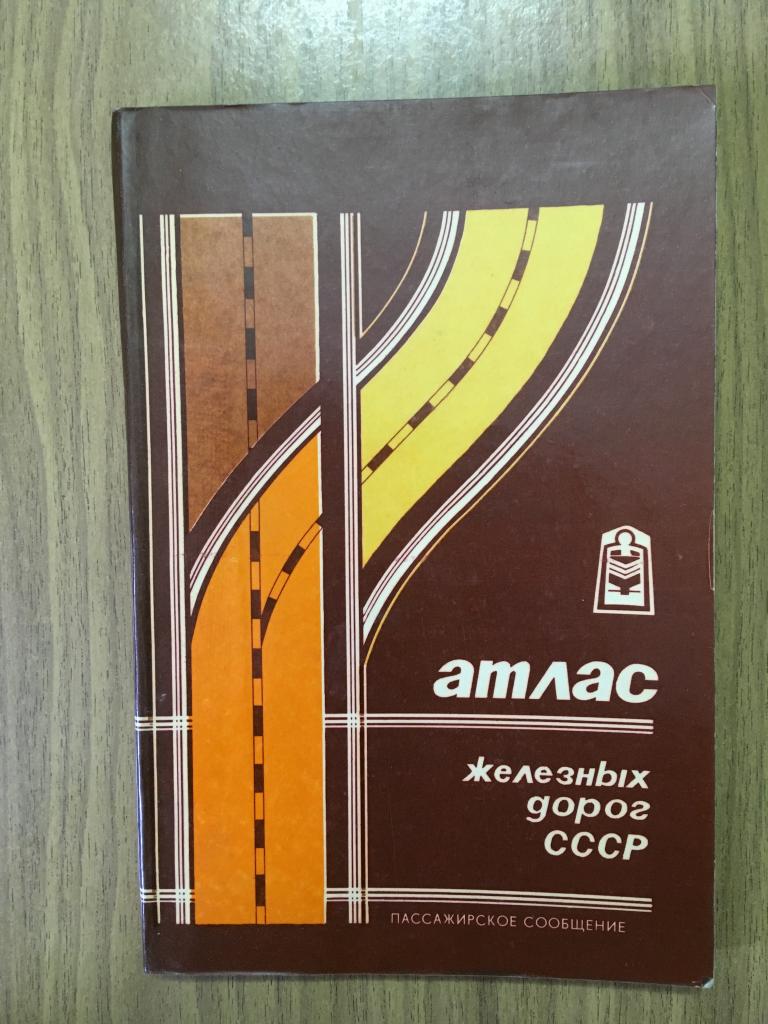 атлас
железных
дорог
СССР
ПАССАЖИРСКОЕ СООБЩЕНИЕ